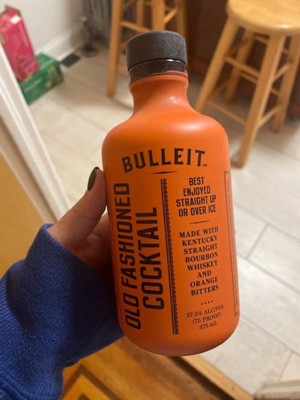 BULLEIT™
OLD FASHIONED
COCKTAIL
BEST
ENJOYED
STRAIGHT UP
OR OVER ICE
MADE WITH
KENTUCKY
STRAIGHT
BOURBON
WHISKEY
AND
ORANGE
BITTERS
37.5% ALC/VOL
(75 PROOF)
375 mL